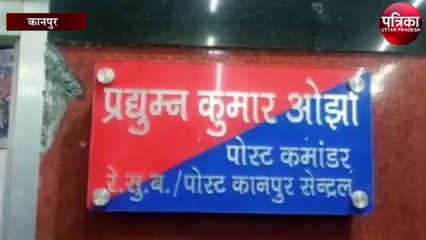 कानपुर
पत्रिका
UTTAR PRADESH
प्रद्युम्न कुमार ओझा
पोस्ट कमांडर
रे.सु.ब./पोस्ट कानपुर सेन्ट्रल